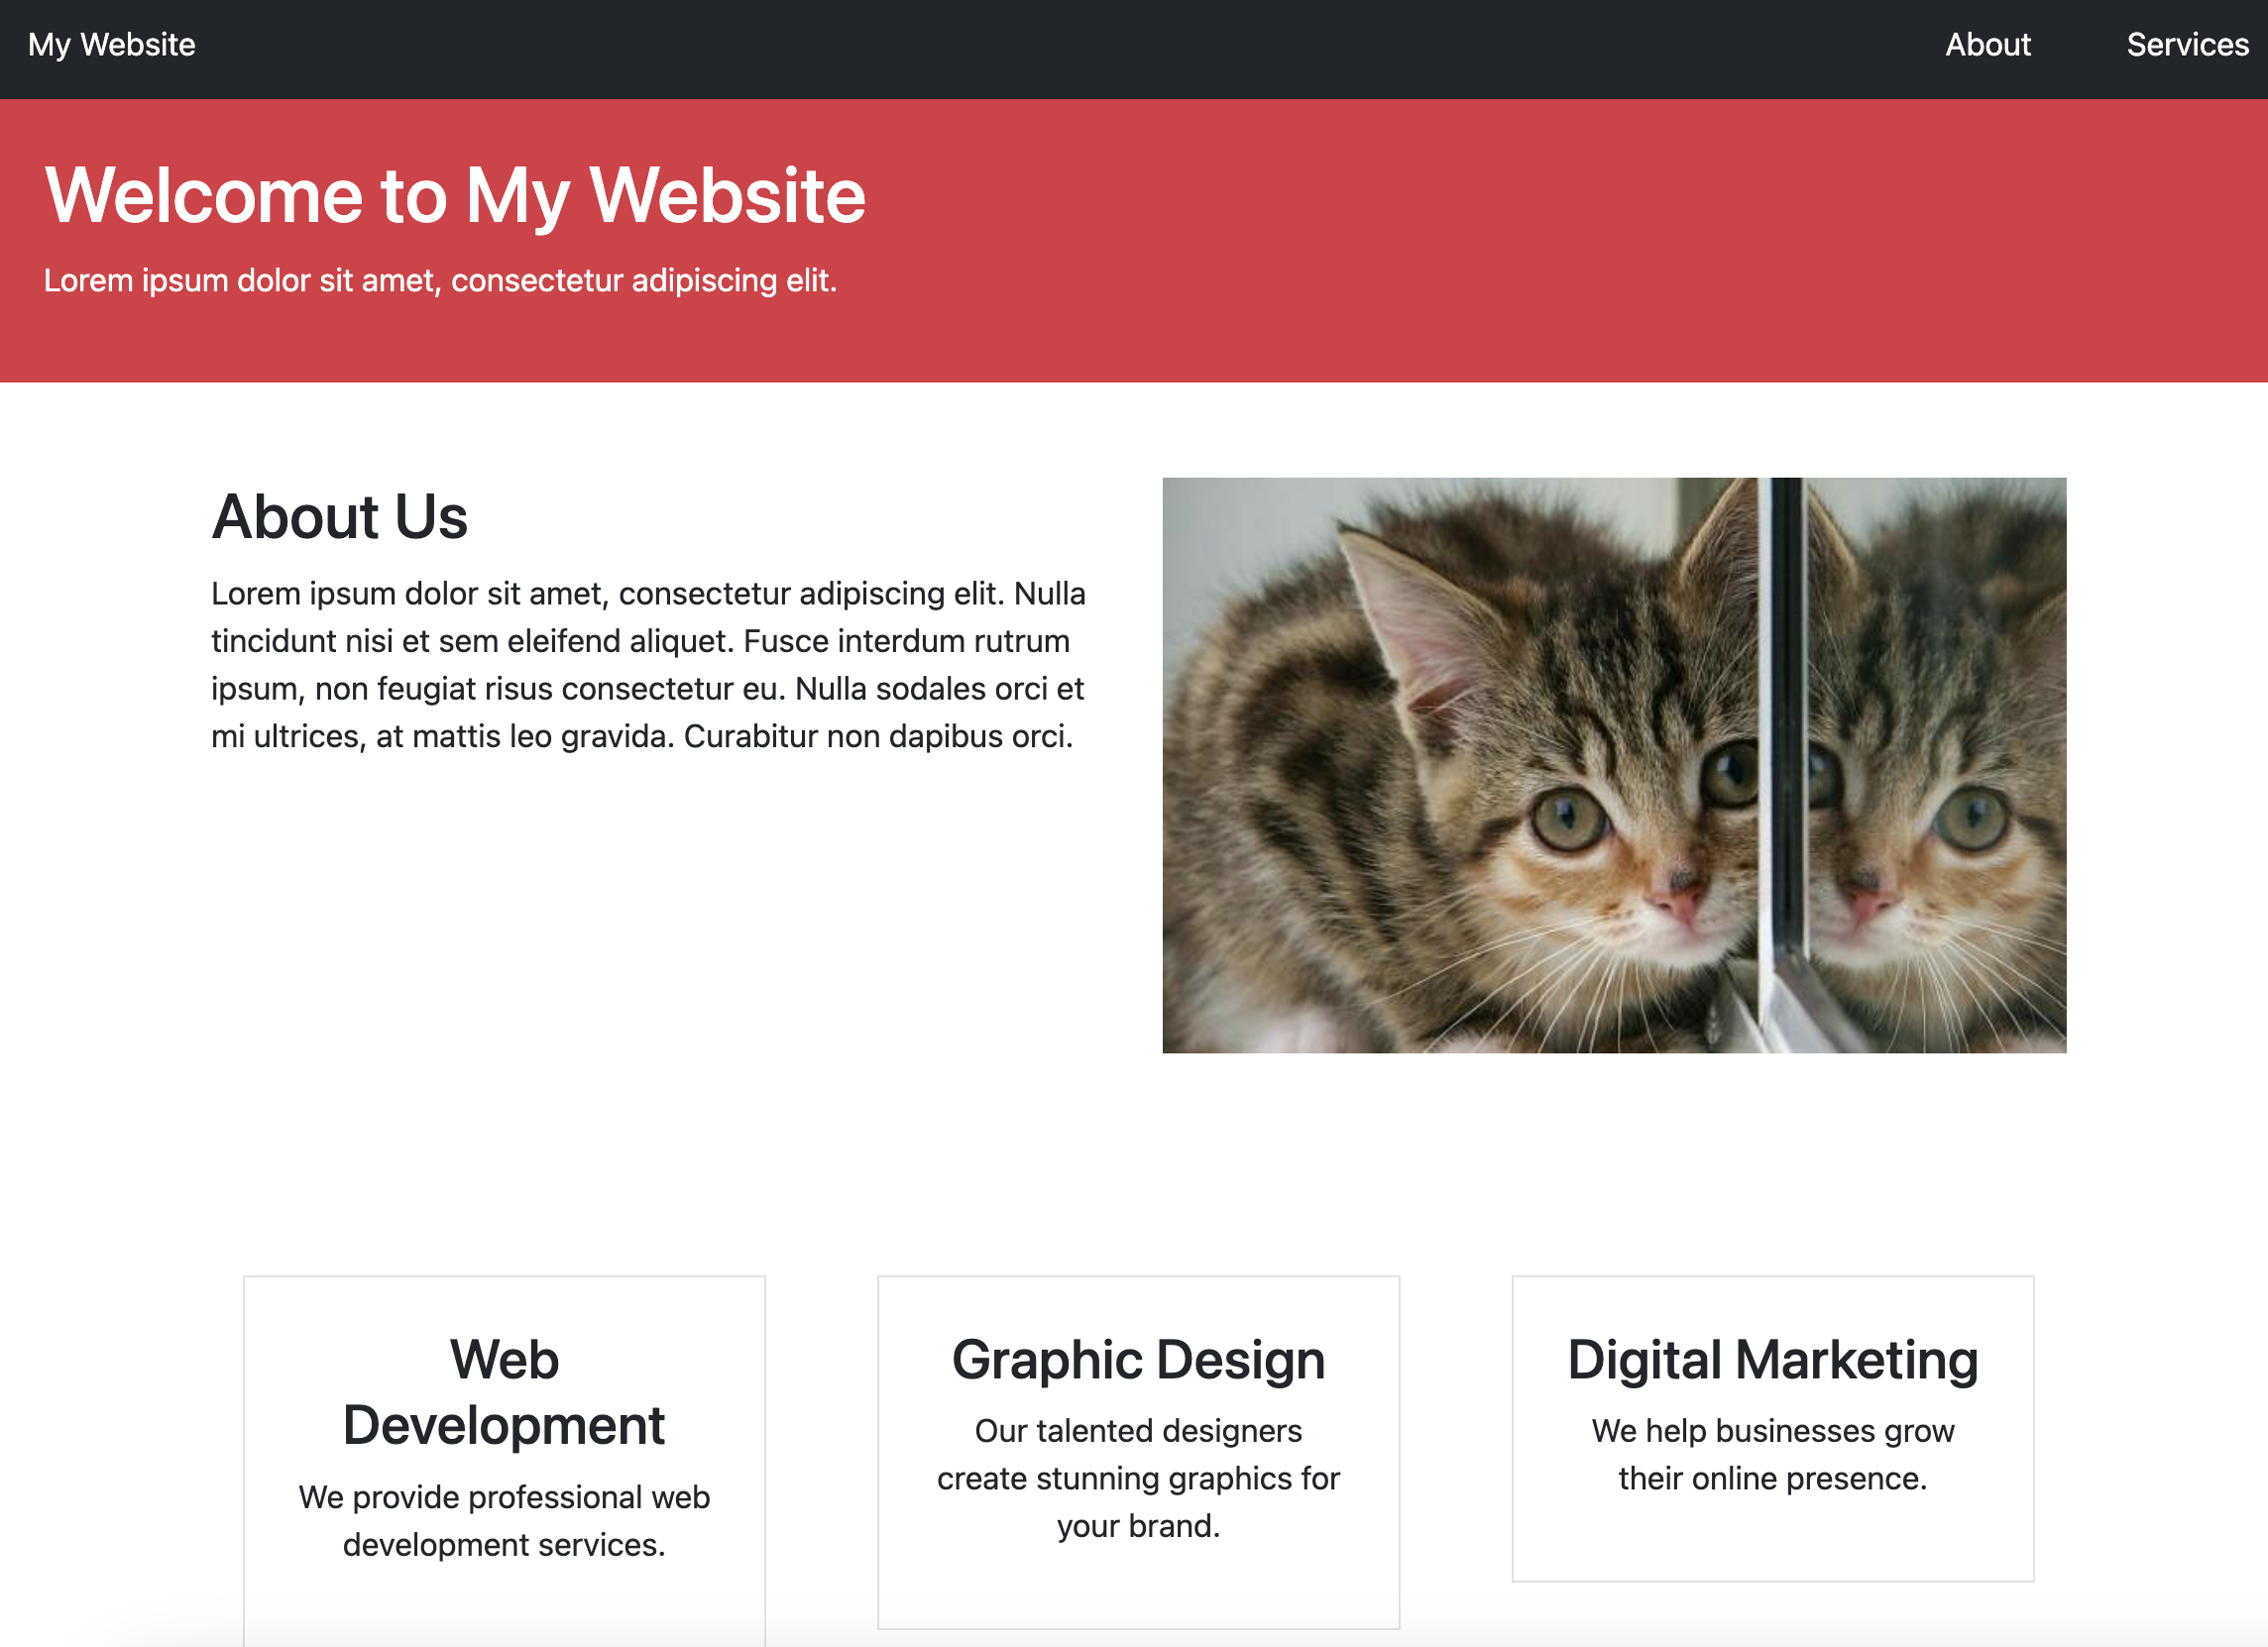 My Website
About
Services
Welcome to My Website
Lorem ipsum dolor sit amet, consectetur adipiscing elit.
About Us
Lorem ipsum dolor sit amet, consectetur adipiscing elit. Nulla
tincidunt nisi et sem eleifend aliquet. Fusce interdum rutrum
ipsum, non feugiat risus consectetur eu. Nulla sodales orci et
mi ultrices, at mattis leo gravida. Curabitur non dapibus orci.
Web
Development
We provide professional web
development services.
Graphic Design
Our talented designers
create stunning graphics for
your brand.
Digital Marketing
We help businesses grow
their online presence.